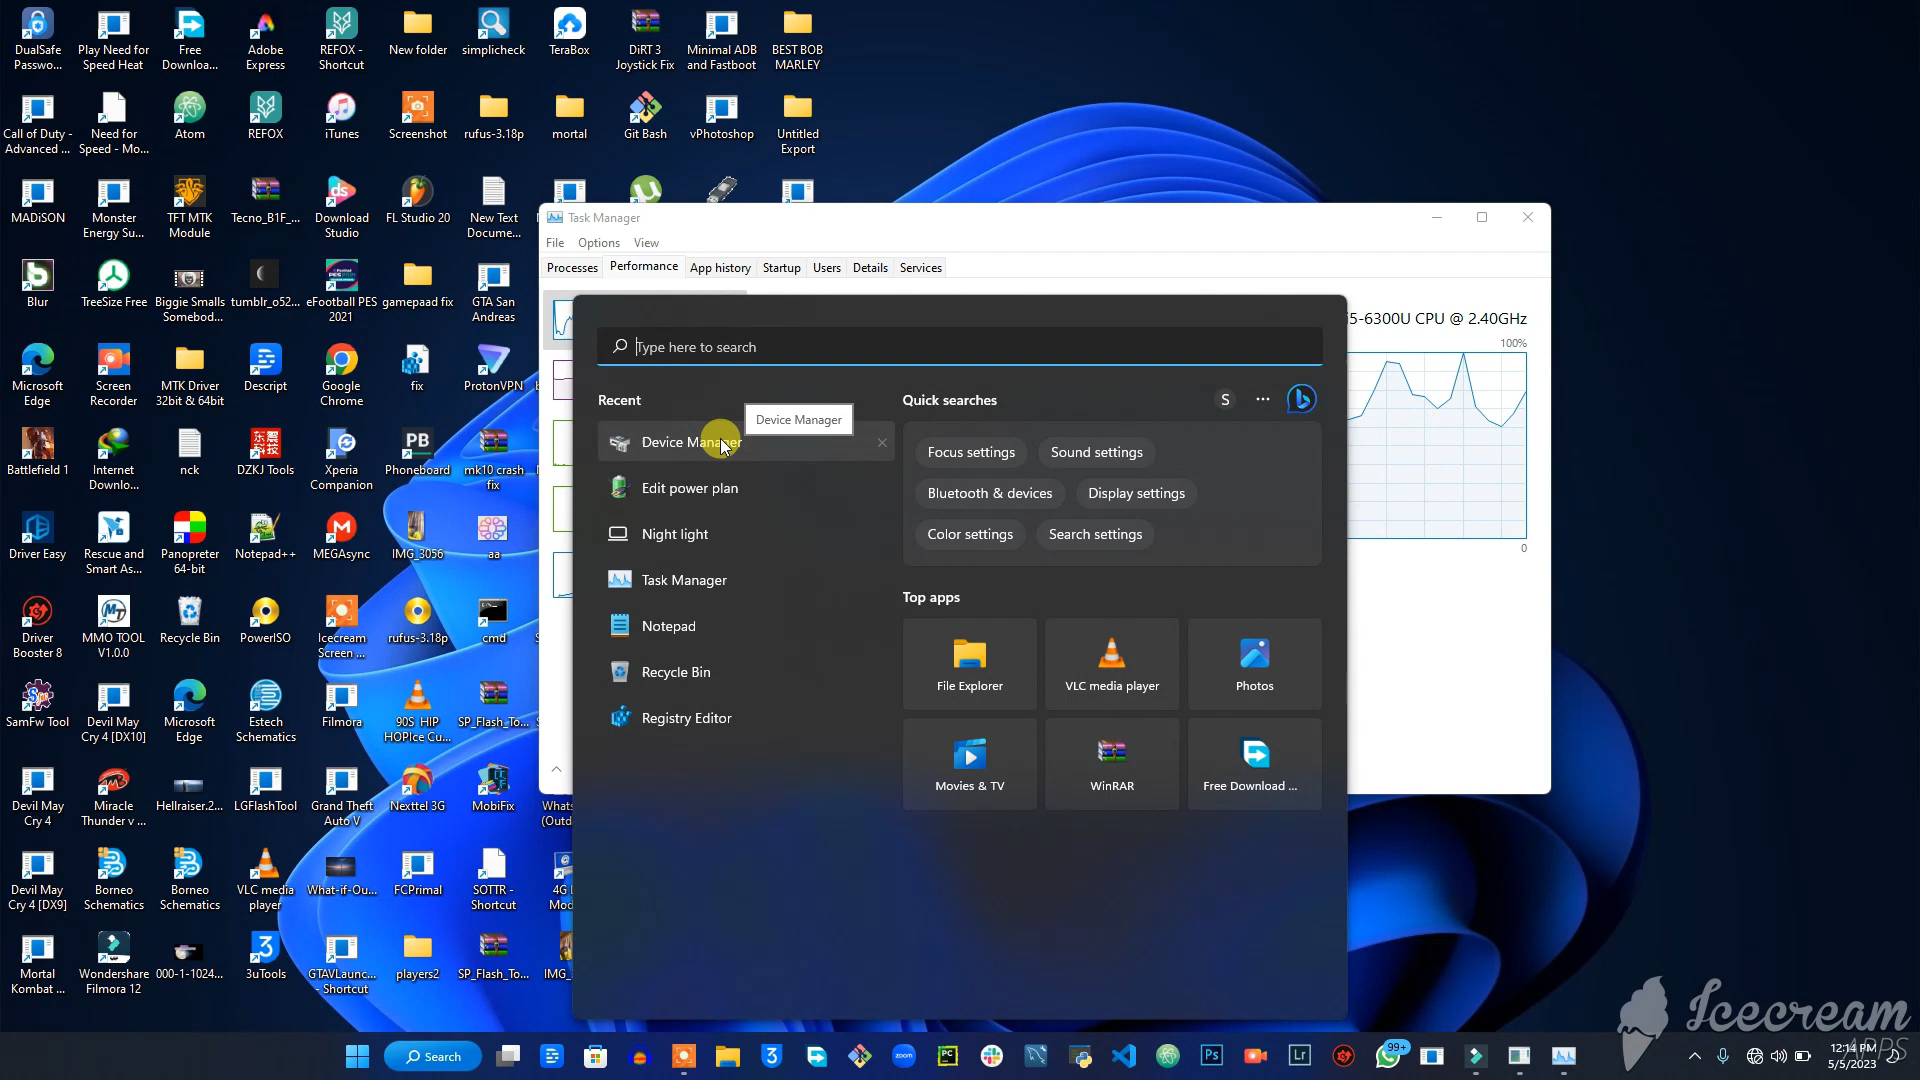 DualSafe
Passwo...
Play Need for
Speed Heat
Free
Downloa...
Adobe
Express
REFOX -
Shortcut
New folder
simplicheck
TeraBox
DiRT 3
Joystick Fix
Minimal ADB
and Fastboot
BEST BOB
MARLEY
Call of Duty -
Advanced ...
Need for
Speed - Mo...
Atom
REFOX
iTunes
Screenshot
rufus-3.18p
mortal
Git Bash
vPhotoshop
Untitled
Export
MADiSON
Monster
Energy Su...
TFT MTK
Module
Tecno_B1F_...
Download
Studio
FL Studio 20
New Text
Docume...
Blur
TreeSize Free
Biggie Smalls
Somebod...
tumblr_o52...
eFootball PES
2021
gamepaad fix
GTA San
Andreas
Microsoft
Edge
Screen
Recorder
MTK Driver
32bit & 64bit
Descript
Google
Chrome
fix
ProtonVPN
Battlefield 1
Internet
Downlo...
nck
DZKJ Tools
Xperia
Companion
Phoneboard
mk10 crash
fix
Driver Easy
Rescue and
Smart As...
Panopreter
64-bit
Notepad++
MEGAsync
IMG_3056
aa
Driver
Booster 8
MMO TOOL
V1.0.0
Recycle Bin
PowerISO
Icecream
Screen ...
rufus-3.18p
cmd
SamFw Tool
Devil May
Cry 4 [DX10]
Microsoft
Edge
Estech
Schematics
Filmora
90S HIP
HOPIce Cu...
SP_Flash_To...
Devil May
Cry 4
Miracle
Thunder v ...
Hellraiser.2...
LGFlashTool
Grand Theft
Auto V
Nexttel 3G
MobiFix
Whats
(Outd
Devil May
Cry 4 [DX9]
Borneo
Schematics
Borneo
Schematics
VLC media
player
What-if-Ou...
FCPrimal
SOTTR -
Shortcut
4G
Mod
Mortal
Kombat ...
Wondershare
Filmora 12
000-1-1024...
3uTools
GTAVLaunc...
- Shortcut
players2
SP_Flash_To...
IMG_
Task Manager
File Options View
Processes Performance App history Startup Users Details Services
i5-6300U CPU @ 2.40GHz
100%
0
Type here to search
Recent
Device Manager
Device Manager
Edit power plan
Night light
Task Manager
Notepad
Recycle Bin
Registry Editor
Quick searches
S
Focus settings Sound settings
Bluetooth & devices Display settings
Color settings Search settings
Top apps
File Explorer VLC media player Photos
Movies & TV WinRAR Free Download ...
Search
99+
12:14 PM
5/5/2023
Icecream
APPS